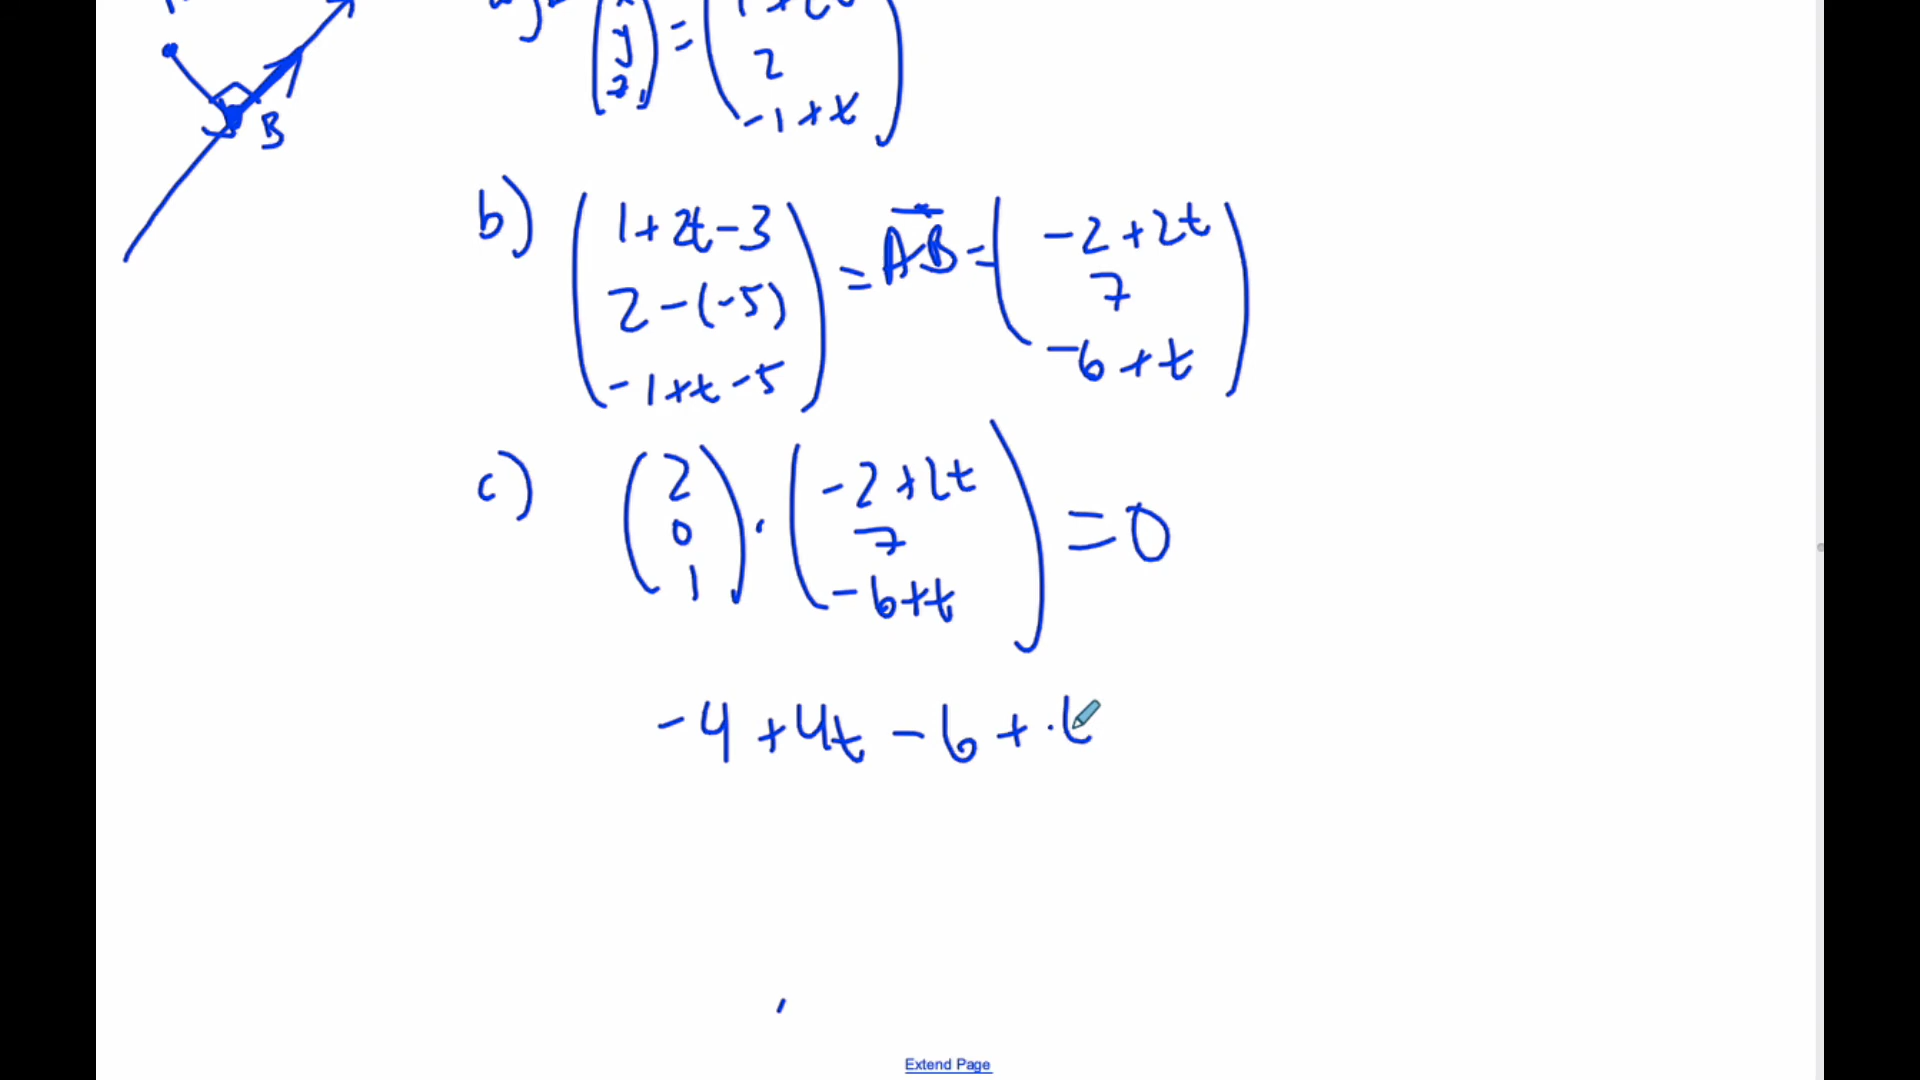 y = 2
z -1+t
B
b) (1+2t-3 2-(-5) -1+t-5) = AB = (-2+2t 7 -6+t)
c) (2 0 1) · (-2+2t 7 -6+t) = 0
-4 + 4t - 6 + t
Extend Page